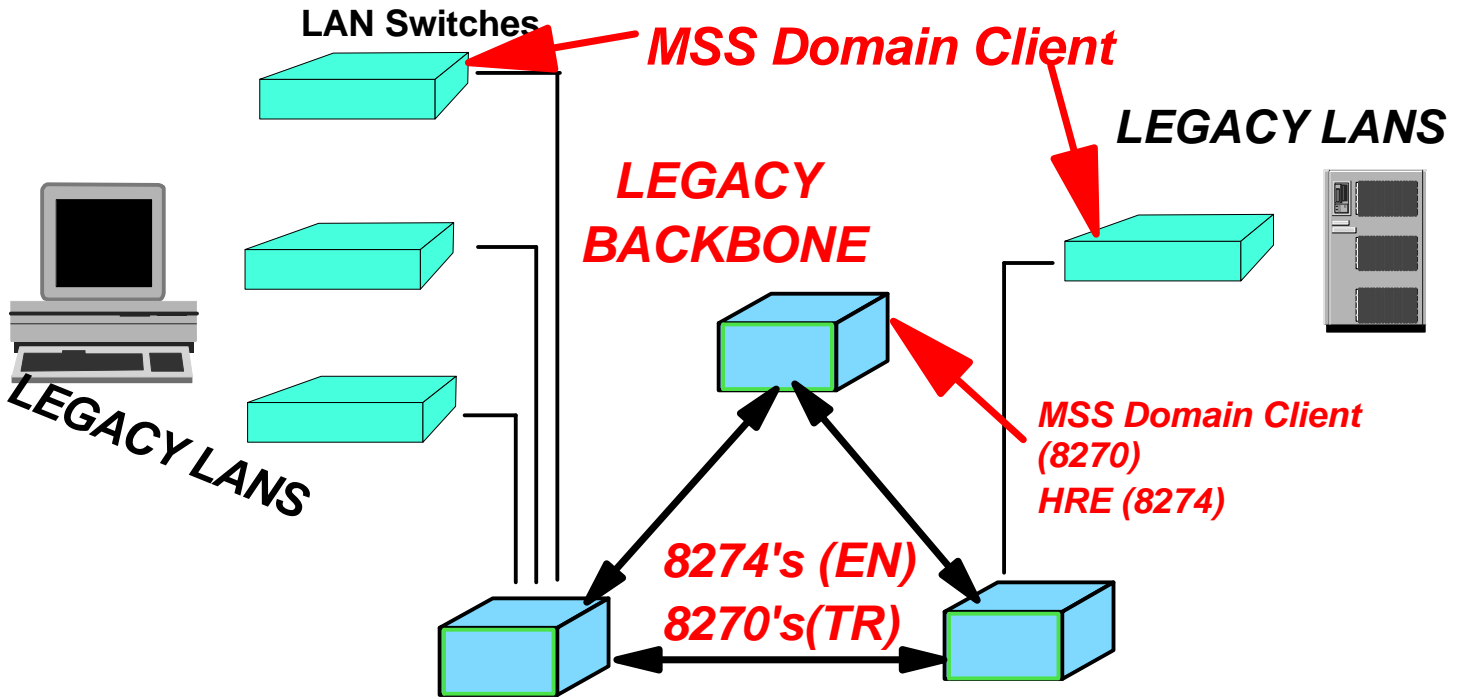 LAN Switches
MSS Domain Client
LEGACY LANS
LEGACY
BACKBONE
LEGACY LANS
MSS Domain Client
(8270)
HRE (8274)
8274's (EN)
8270's(TR)